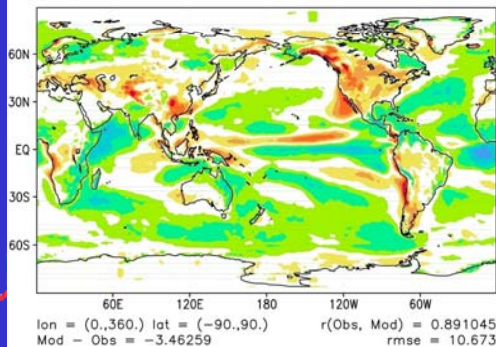 60N
30N
EQ
30S
60S
60E 120E 180 120W 60W
lon = (0.,360.) lat = (-90.,90.) r(Obs, Mod) = 0.891045
Mod - Obs = -3.46259 rmse = 10.673